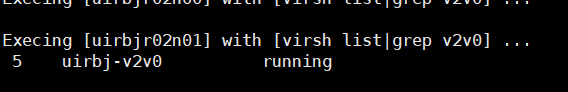 Execing [uirbjr02n00] with [virsh list|grep v2v0] ...
Execing [uirbjr02n01] with [virsh list|grep v2v0] ...
5 uirbj-v2v0 running